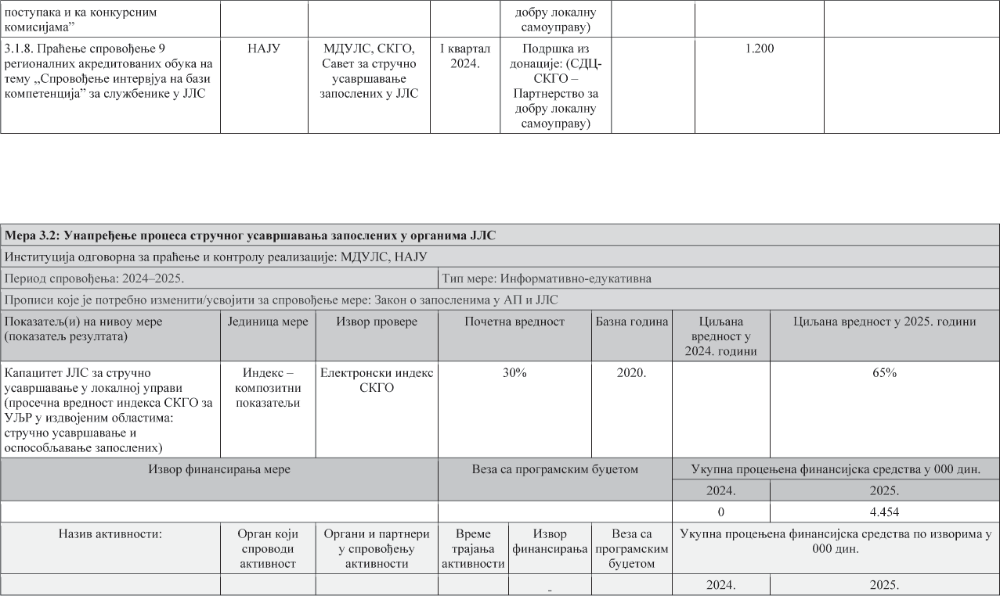 поступака и ка конкурсним
комисијама”
добру локалну
самоуправу)
3.1.8. Праћење спровођење 9
регионалних акредитованих обука на
тему ,,Спровођење интервјуа на бази
компетенција” за службенике у ЈЛС
НАЈУ
МДУЛС, СКГО,
Савет за стручно
усавршавање
запослених у ЈЛС
I квартал
2024.
Подршка из
донације: (СДЦ-
СКГО –
Партнерство за
добру локалну
самоуправу)
1.200
Мера 3.2: Унапређење процеса стручног усавршавања запослених у органима ЈЛС
Институција одговорна за праћење и контролу реализације: МДУЛС, НАЈУ
Период спровођења: 2024–2025.
Тип мере: Информативно-едукативна
Прописи које је потребно изменити/усвојити за спровођење мере: Закон о запосленима у АП и ЈЛС
Показатељ(и) на нивоу мере
(показатељ резултата)
Јединица мере
Извор провере
Почетна вредност
Базна година
Циљана
вредност у
2024. години
Циљана вредност у 2025. години
Капацитет ЈЛС за стручно
усавршавање у локалној управи
(просечна вредност индекса СКГО за
УЉР у издвојеним областима:
стручно усавршавање и
оспособљавање запослених)
Индекс –
композитни
показатељи
Електронски индекс
СКГО
30%
2020.
65%
Извор финансирања мере
Веза са програмским буџетом
Укупна процењена финансијска средства у 000 дин.
2024.
2025.
0
4.454
Назив активности:
Орган који
спроводи
активност
Органи и партнери
у спровођењу
активности
Време
трајања
активности
Извор
финансирања
Веза са
програмским
буџетом
Укупна процењена финансијска средства по изворима у
000 дин.
-
2024.
2025.